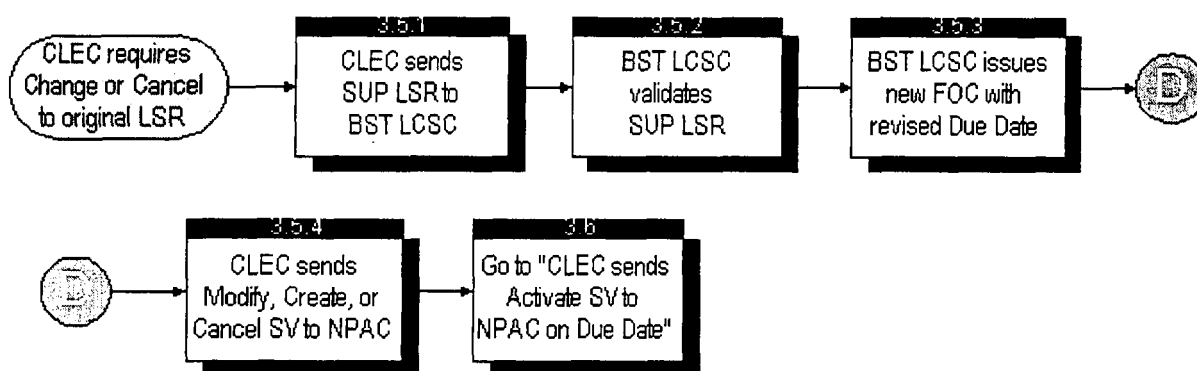 3.5.1
3.5.2
3.5.3
CLEC requires
Change or Cancel
to original LSR
CLEC sends
SUP LSR to
BST LCSC
BST LCSC
validates
SUP LSR
BST LCSC issues
new FOC with
revised Due Date
D
3.5.4
3.6
D
CLEC sends
Modify, Create, or
Cancel SV to NPAC
Go to "CLEC sends
Activate SV to
NPAC on Due Date"